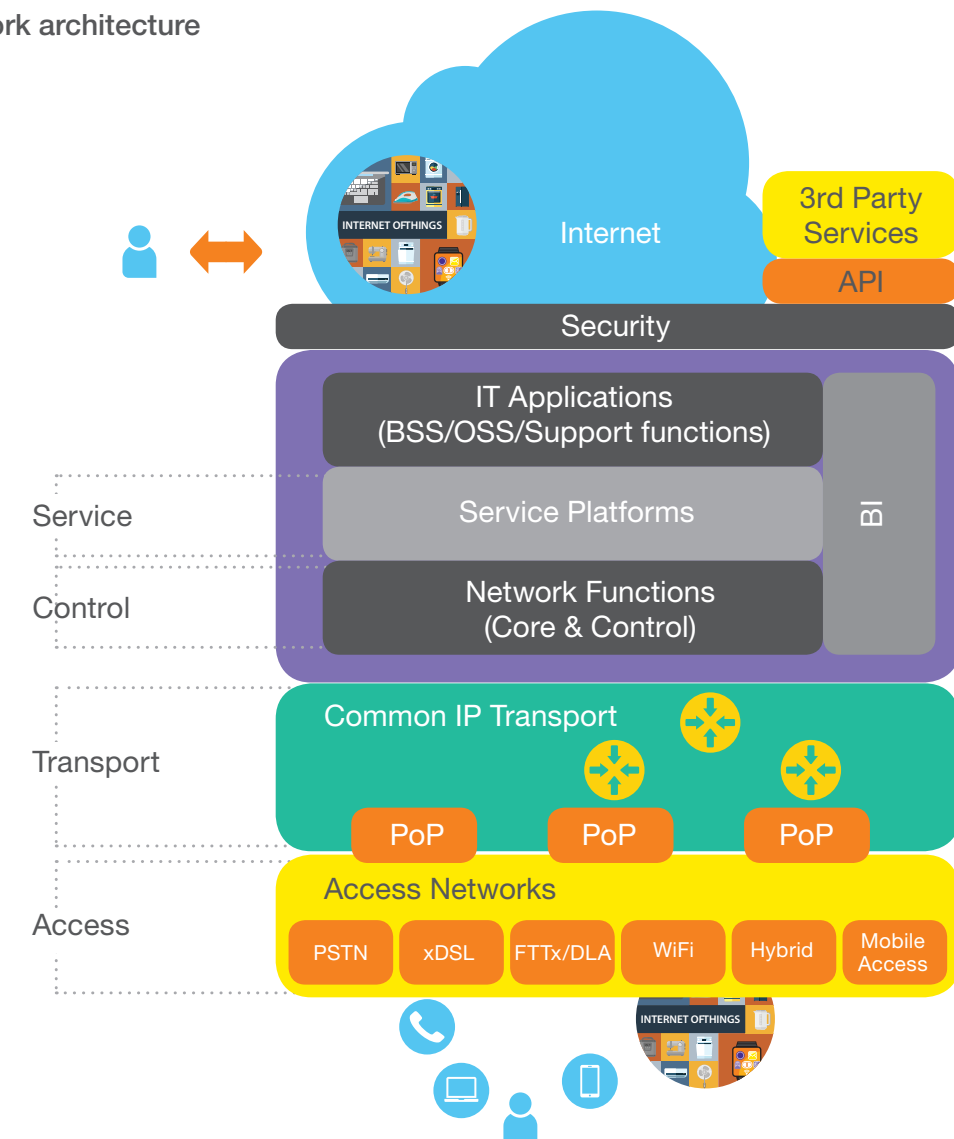 ork architecture
INTERNET OFTHINGS
Internet
3rd Party
Services
API
Security
IT Applications
(BSS/OSS/Support functions)
Service Platforms
BI
Network Functions
(Core & Control)
Service
Control
Common IP Transport
Transport
PoP
PoP
PoP
Access Networks
Access
PSTN
xDSL
FTTx/DLA
WiFi
Hybrid
Mobile
Access
INTERNET OFTHINGS